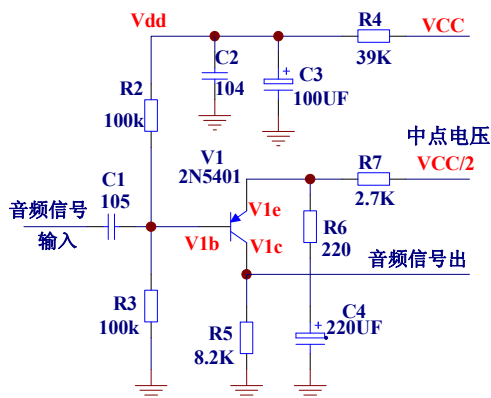 Vdd
R4
VCC
39K
C2
104
C3
100UF
R2
100k
中点电压
V1
2N5401
R7
VCC/2
2.7K
C1
105
音频信号
输入
V1e
V1b
V1c
R6
220
音频信号出
R3
100k
R5
8.2K
C4
220UF
+
+